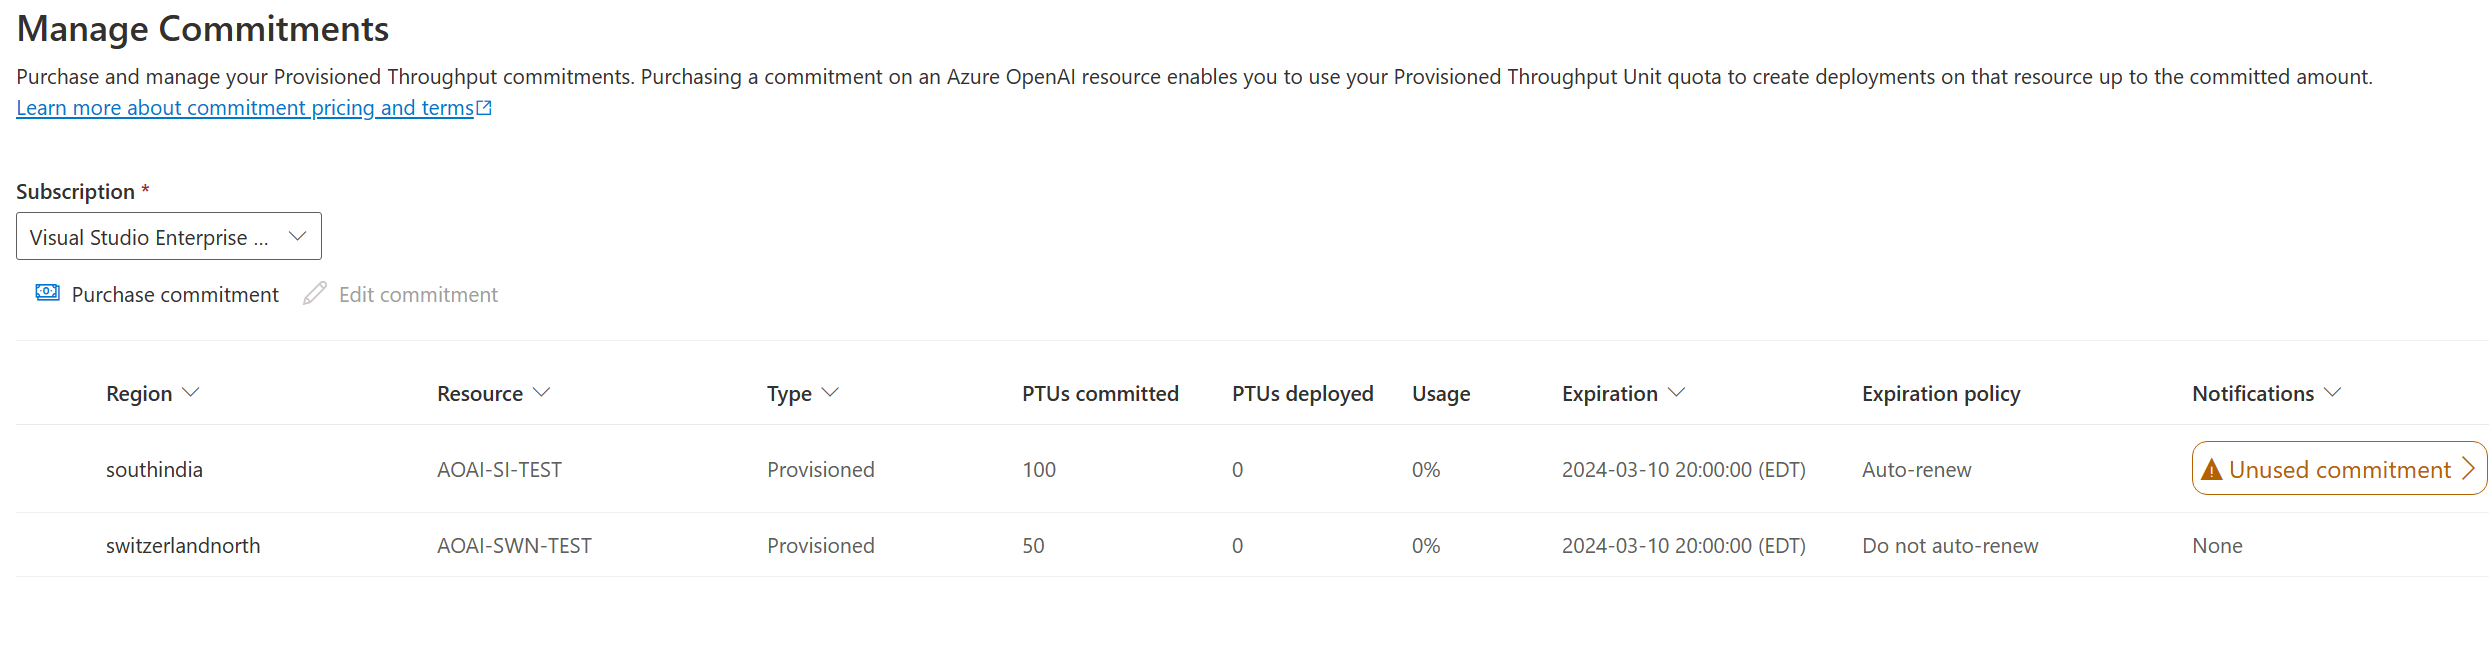 Manage Commitments
Purchase and manage your Provisioned Throughput commitments. Purchasing a commitment on an Azure OpenAI resource enables you to use your Provisioned Throughput Unit quota to create deployments on that resource up to the committed amount.
Learn more about commitment pricing and terms
Subscription *
Visual Studio Enterprise ...
Purchase commitment Edit commitment
Region Resource Type PTUs committed PTUs deployed Usage Expiration Expiration policy Notifications
southindia AOAI-SI-TEST Provisioned 100 0 0% 2024-03-10 20:00:00 (EDT) Auto-renew Unused commitment
switzerlandnorth AOAI-SWN-TEST Provisioned 50 0 0% 2024-03-10 20:00:00 (EDT) Do not auto-renew None